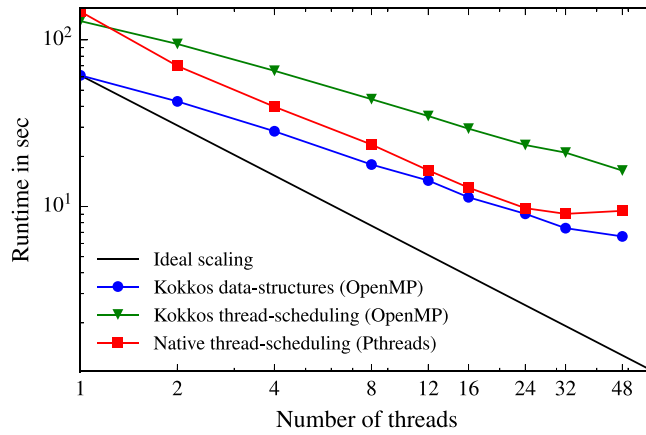 10²
10¹
Runtime in sec
Ideal scaling
Kokkos data-structures (OpenMP)
Kokkos thread-scheduling (OpenMP)
Native thread-scheduling (Pthreads)
1 2 4 8 12 16 24 32 48
Number of threads